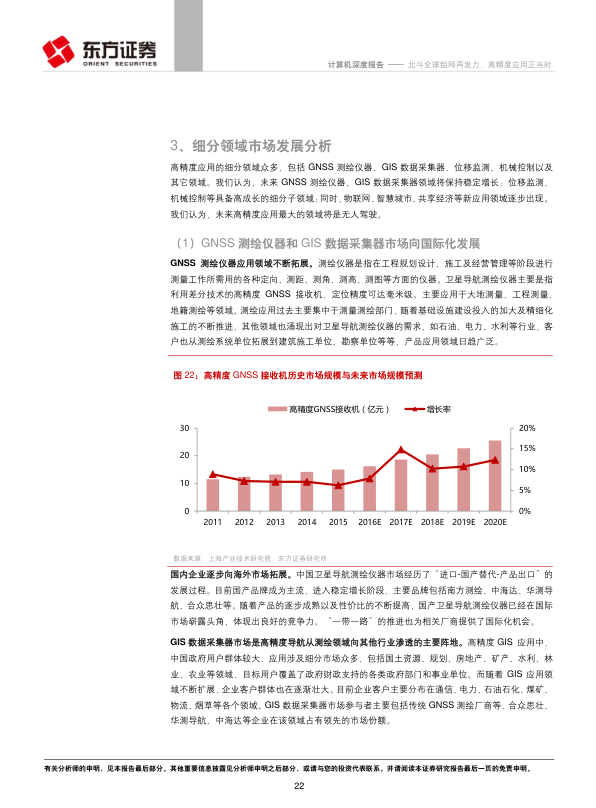 东方证券
ORIENT SECURITIES
计算机深度报告 —— 北斗全球组网再发力，高精度应用正当时
3、细分领域市场发展分析
高精度应用的细分领域众多，包括 GNSS 测绘仪器、GIS 数据采集器、位移监测、机械控制以及
其它领域。我们认为，未来 GNSS 测绘仪器、GIS 数据采集器领域将保持稳定增长；位移监测、
机械控制等具备高成长的细分子领域；同时，物联网、智慧城市、共享经济等新应用领域逐步出现。
我们认为，未来高精度应用最大的领域将是无人驾驶。
（1）GNSS 测绘仪器和 GIS 数据采集器市场向国际化发展
GNSS 测绘仪器应用领域不断拓展。测绘仪器是指在工程规划设计、施工及经营管理等阶段进行
测量工作所需用的各种定向、测距、测角、测高、测图等方面的仪器。卫星导航测绘仪器主要是指
利用差分技术的高精度 GNSS 接收机，定位精度可达毫米级。主要应用于大地测量、工程测量、
地籍测绘等领域。测绘应用过去主要集中于测量测绘部门，随着基础设施建设投入的加大及精细化
施工的不断推进，其他领域也涌现出对卫星导航测绘仪器的需求，如石油、电力、水利等行业，客
户也从测绘系统单位拓展到建筑施工单位、勘察单位等等，产品应用领域日趋广泛。
图 22：高精度 GNSS 接收机历史市场规模与未来市场规模预测
高精度GNSS接收机（亿元） 增长率
30 20%
15%
20
10%
10
5%
0 0%
2011 2012 2013 2014 2015 2016E 2017E 2018E 2019E 2020E
数据来源：上海产业技术研究院，东方证券研究所
国内企业逐步向海外市场拓展。中国卫星导航测绘仪器市场经历了“进口-国产替代-产品出口”的
发展过程。目前国产品牌成为主流，进入稳定增长阶段，主要品牌包括南方测绘、中海达、华测导
航、合众思壮等。随着产品的逐步成熟以及性价比的不断提高，国产卫星导航测绘仪器已经在国际
市场崭露头角，体现出良好的竞争力。“一带一路”的推进也为相关厂商提供了国际化机会。
GIS 数据采集器市场是高精度导航从测绘领域向其他行业渗透的主要阵地。高精度 GIS 应用中，
中国政府用户群体较大，应用涉及细分市场众多，包括国土资源、规划、房地产、矿产、水利、林
业、农业等领域，目标用户覆盖了政府财政支持的各类政府部门和事业单位。而随着 GIS 应用领
域不断扩展，企业客户群体也在逐渐壮大。目前企业客户主要分布在通信、电力、石油石化、煤矿、
物流、烟草等各个领域。GIS 数据采集器市场参与者主要包括传统 GNSS 测绘厂商等、合众思壮、
华测导航、中海达等企业在该领域占有领先的市场份额。
有关分析师的申明，见本报告最后部分。其他重要信息披露见分析师申明之后部分，或请与您的投资代表联系。并请阅读本证券研究报告最后一页的免责申明。
22